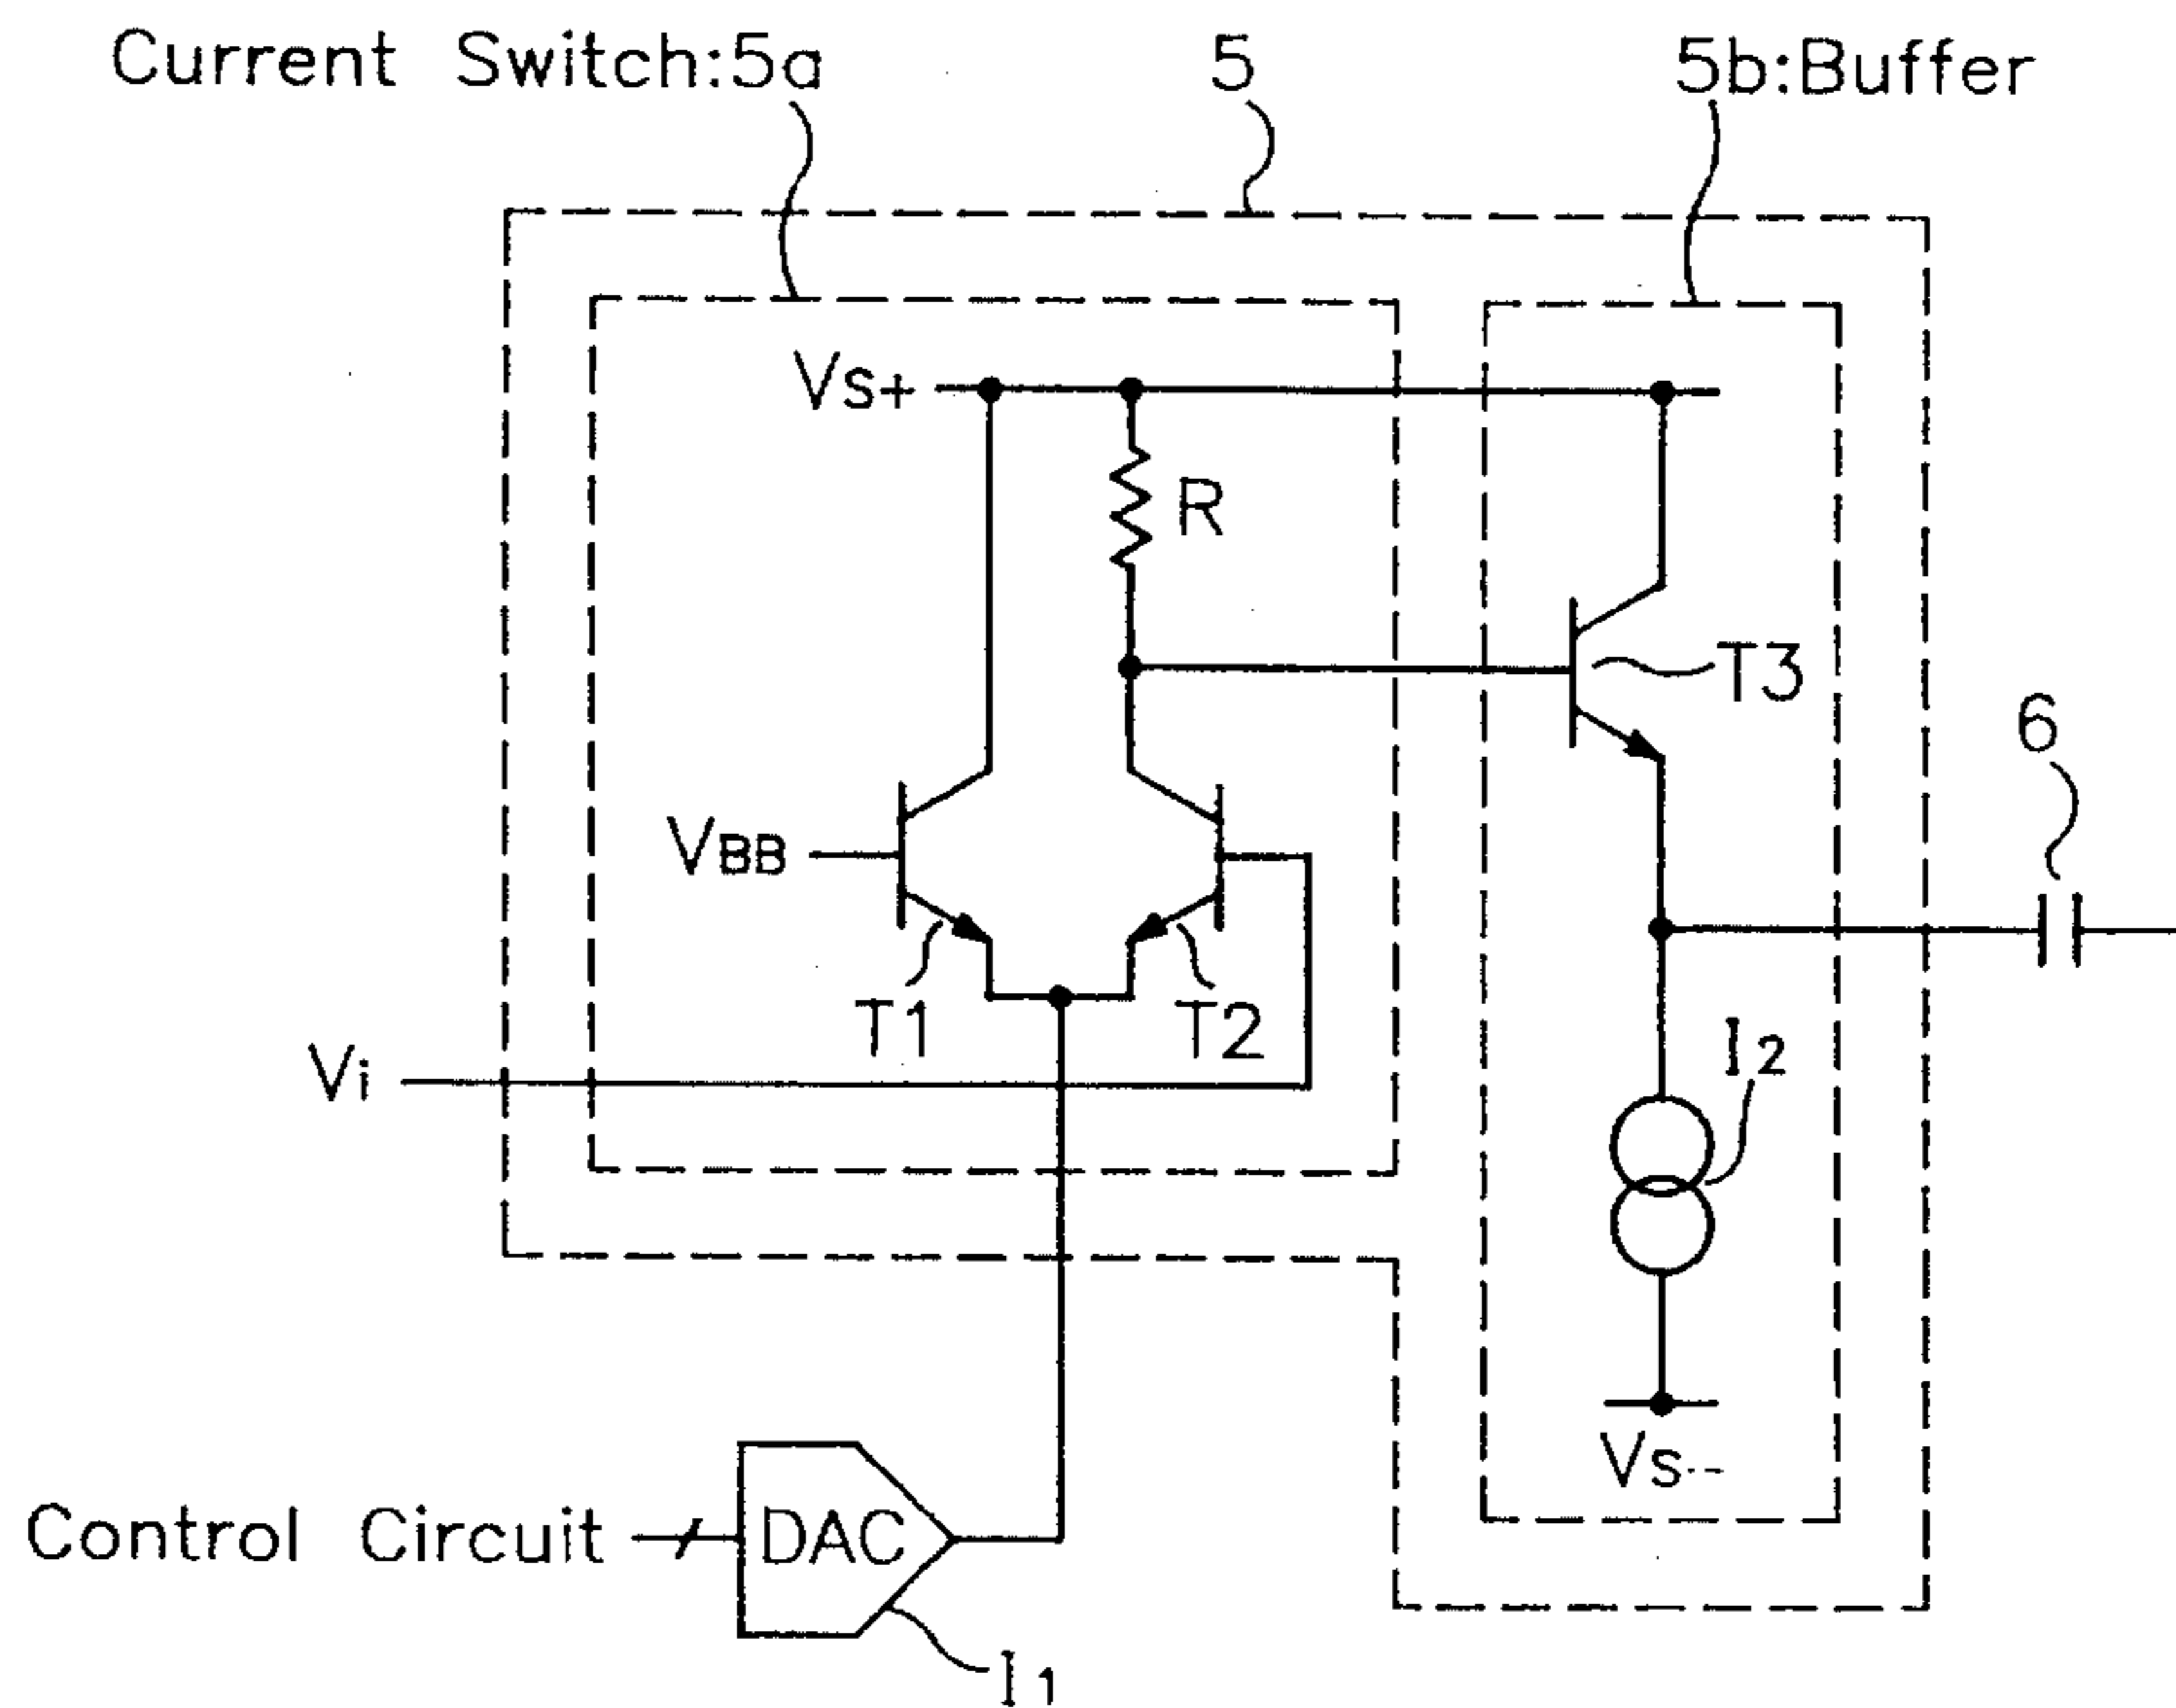 Current Switch:5a
5
5b:Buffer
Vs+
R
T3
6
VBB
T1
T2
Vi
I2
Vs--
Control Circuit
DAC
I1